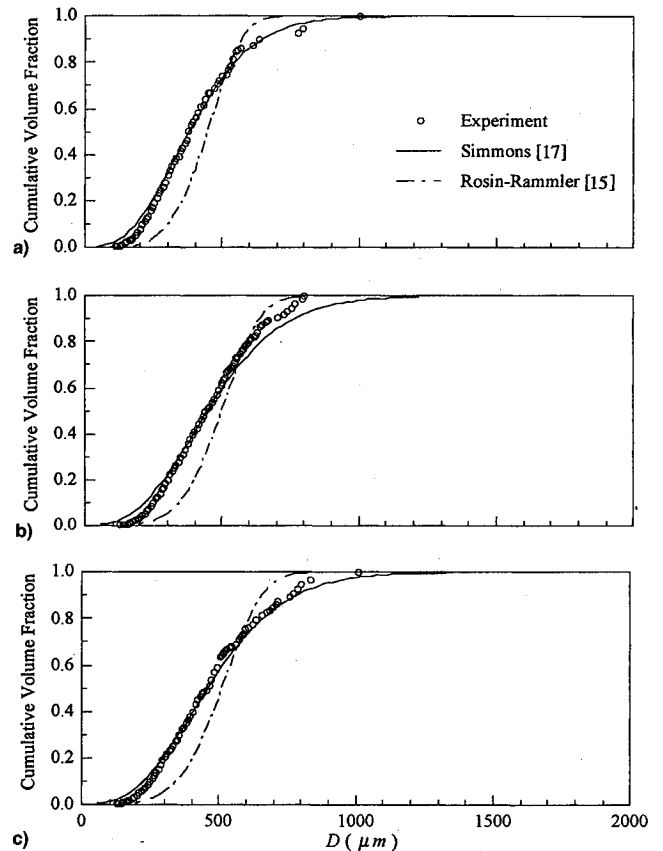 1.0
0.8
0.6
0.4
0.2
0.0
Cumulative Volume Fraction
Experiment
Simmons [17]
Rosin-Rammler [15]
a)
1.0
0.8
0.6
0.4
0.2
0.0
Cumulative Volume Fraction
b)
1.0
0.8
0.6
0.4
0.2
0.0
Cumulative Volume Fraction
0 500 1000 1500 2000
D ( μm )
c)